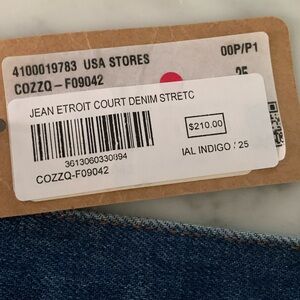 4100019783 USA STORES 00P/P1
COZZQ-F09042 25
JEAN ETROIT COURT DENIM STRETC
$210.00
3613060330894
IAL INDIGO / 25
COZZQ-F09042